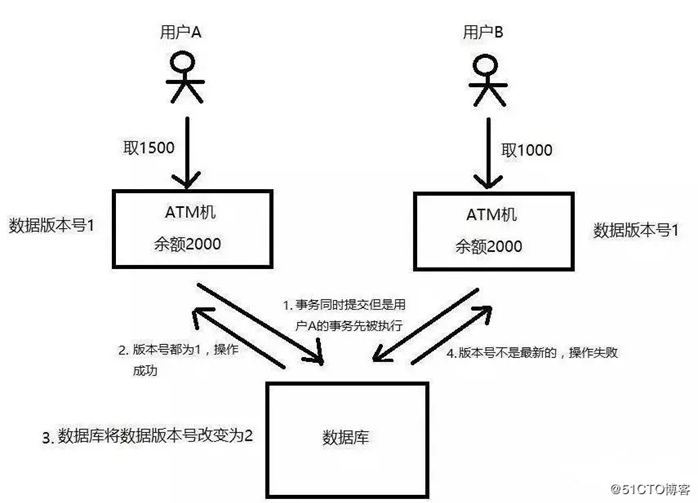 用户A
用户B
取1500
取1000
数据版本号1
ATM机
余额2000
ATM机
余额2000
数据版本号1
1. 事务同时提交但是用
户A的事务先被执行
2. 版本号都为1，操作
成功
4.版本号不是最新的，操作失败
3. 数据库将数据版本号改变为2
数据库
@51CTO博客